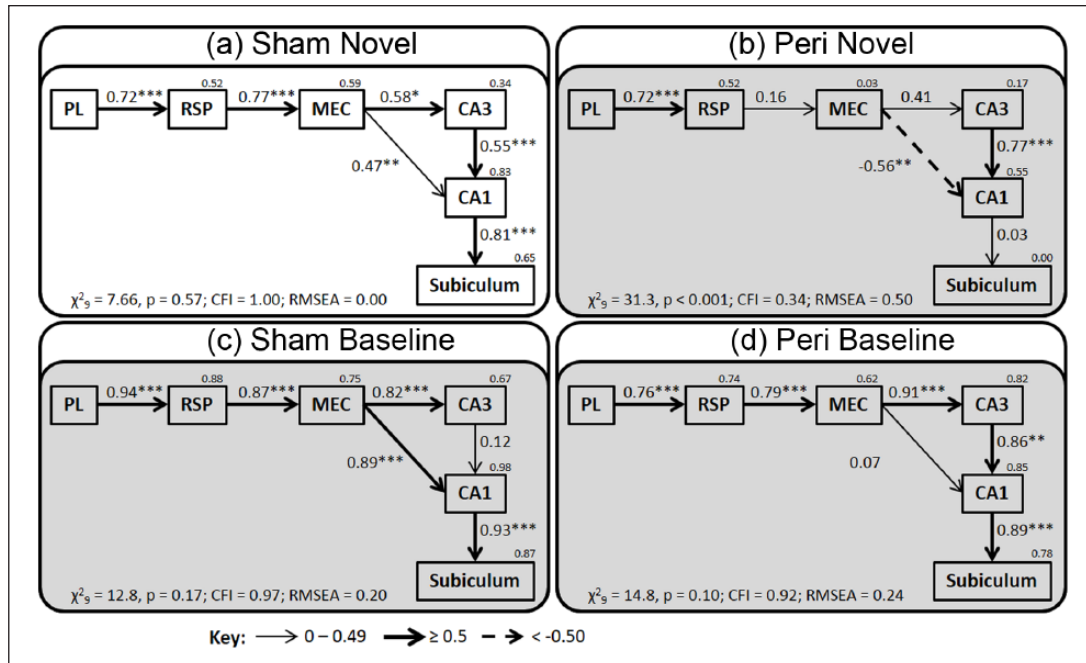 (a) Sham Novel
0.52 0.59 0.34
PL 0.72*** RSP 0.77*** MEC 0.58* CA3
0.55***
0.47** 0.83
CA1
0.81***
0.65
Subiculum
χ²₉ = 7.66, p = 0.57; CFI = 1.00; RMSEA = 0.00
(b) Peri Novel
0.52 0.03 0.17
PL 0.72*** RSP 0.16 MEC 0.41 CA3
0.77***
-0.56** 0.55
CA1
0.03
0.00
Subiculum
χ²₉ = 31.3, p < 0.001; CFI = 0.34; RMSEA = 0.50
(c) Sham Baseline
0.88 0.75 0.67
PL 0.94*** RSP 0.87*** MEC 0.82*** CA3
0.12
0.89*** 0.98
CA1
0.93***
0.87
Subiculum
χ²₉ = 12.8, p = 0.17; CFI = 0.97; RMSEA = 0.20
(d) Peri Baseline
0.74 0.62 0.82
PL 0.76*** RSP 0.79*** MEC 0.91*** CA3
0.86**
0.07 0.85
CA1
0.89***
0.78
Subiculum
χ²₉ = 14.8, p = 0.10; CFI = 0.92; RMSEA = 0.24
Key: 0 – 0.49 ≥ 0.5 < -0.50